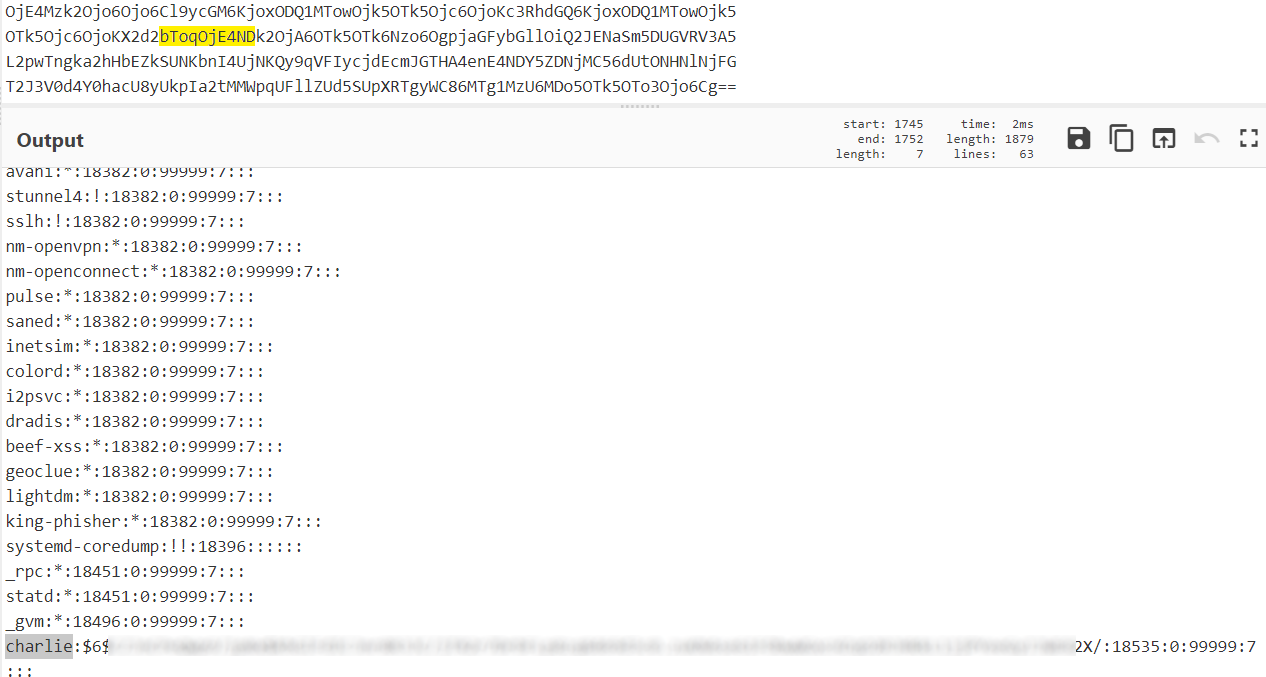 OjE4Mzk2Ojo6Ojo6Cl9ycGM6KjoxODQ1MTowOjk5OTk5Ojc6OjoKc3RhdGQ6KjoxODQ1MTowOjk5
OTk5Ojc6OjoKX2d2bToqOjE4NDk2OjA6OTk5OTk6Nzo6OgpjaGFybGllOiQ2JENaSm5DUGVRV3A5
L2pwTngka2hHbEZkSUNKbnI4UjNKQy9qVFIycjdEcmJGTHA4enE4NDY5ZDNjMC56dUtONHNlNjFG
T2J3V0d4Y0hacU8yUkpIa2tMMWpqUFllZUd5SUpXRTgyWC86MTg1MzU6MDo5OTk5OTo3Ojo6Cg==
Output
start: 1745 time: 2ms
end: 1752 length: 1879
length: 7 lines: 63
avahi:*:18382:0:99999:7:::
stunnel4:!:18382:0:99999:7:::
sslh:!:18382:0:99999:7:::
nm-openvpn:*:18382:0:99999:7:::
nm-openconnect:*:18382:0:99999:7:::
pulse:*:18382:0:99999:7:::
saned:*:18382:0:99999:7:::
inetsim:*:18382:0:99999:7:::
colord:*:18382:0:99999:7:::
i2psvc:*:18382:0:99999:7:::
dradis:*:18382:0:99999:7:::
beef-xss:*:18382:0:99999:7:::
geoclue:*:18382:0:99999:7:::
lightdm:*:18382:0:99999:7:::
king-phisher:*:18382:0:99999:7:::
systemd-coredump:!!:18396::::::
_rpc:*:18451:0:99999:7:::
statd:*:18451:0:99999:7:::
_gvm:*:18496:0:99999:7:::
charlie:$6$ 2X/:18535:0:99999:7
:::